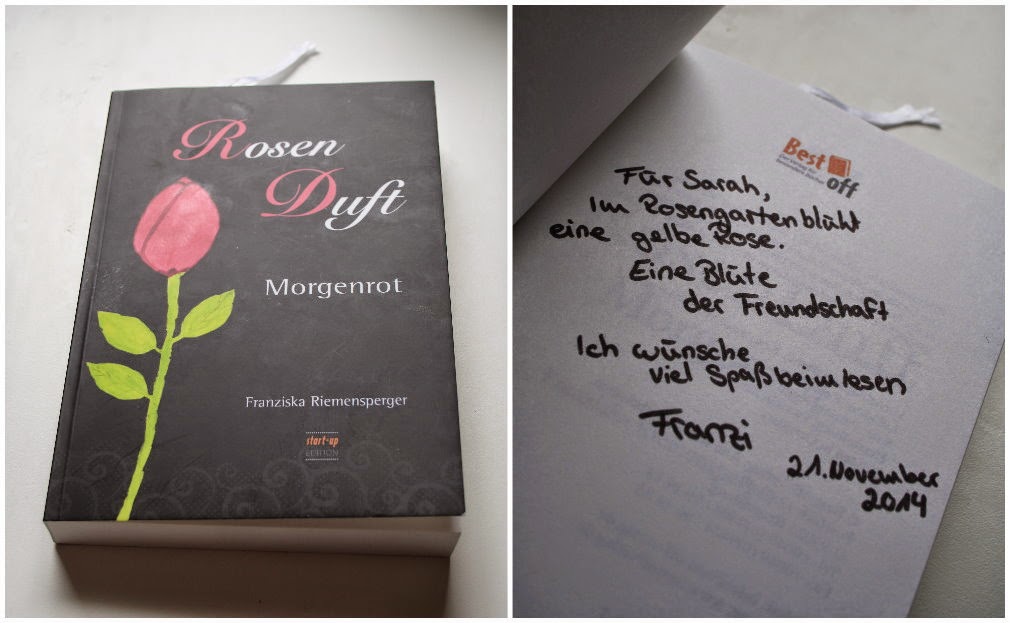 Rosen
Duft
Morgenrot
Franziska Riemensperger
start-up
EDITION
Best
off
Für Sarah,
Im Rosengarten blüht
eine gelbe Rose.
Eine Blüte
der Freundschaft
Ich wünsche
viel Spaß beim lesen
Franzi
21. November
2014